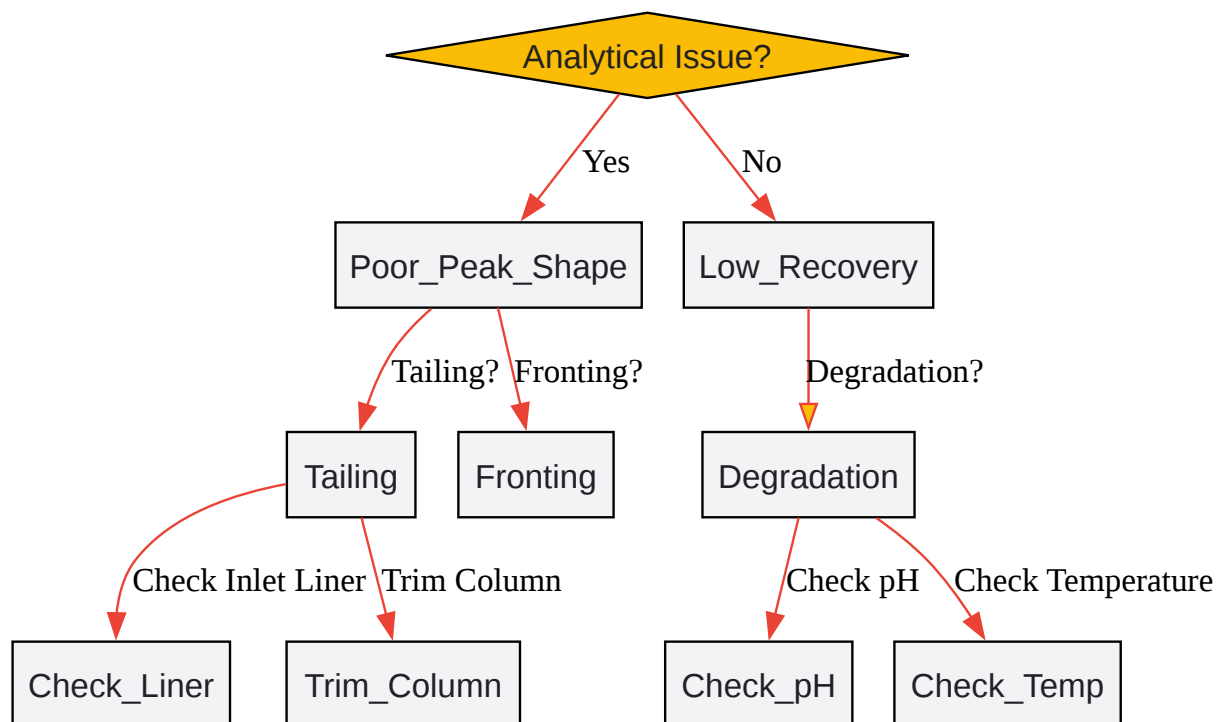 Analytical Issue?
Yes
No
Poor_Peak_Shape
Low_Recovery
Tailing?
Fronting?
Degradation?
Tailing
Fronting
Degradation
Check Inlet Liner
Trim Column
Check pH
Check Temperature
Check_Liner
Trim_Column
Check_pH
Check_Temp